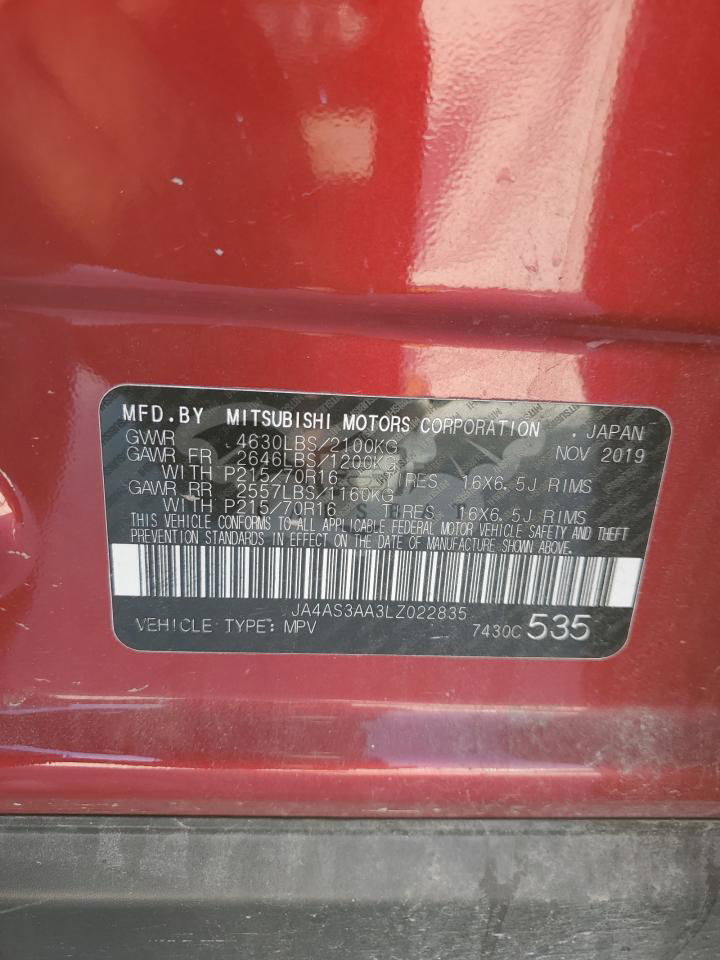 MFD.BY MITSUBISHI MOTORS CORPORATION . JAPAN
GVWR 4630LBS/2100KG NOV 2019
GAWR FR 2646LBS/1200KG
WITH P215/70R16 TIRES 16X6.5J RIMS
GAWR RR 2557LBS/1160KG
WITH P215/70R16 TIRES 16X6.5J RIMS
THIS VEHICLE CONFORMS TO ALL APPLICABLE FEDERAL MOTOR VEHICLE SAFETY AND THEFT
PREVENTION STANDARDS IN EFFECT ON THE DATE OF MANUFACTURE SHOWN ABOVE.
JA4AS3AA3LZ022835
VEHICLE TYPE: MPV 7430C 535